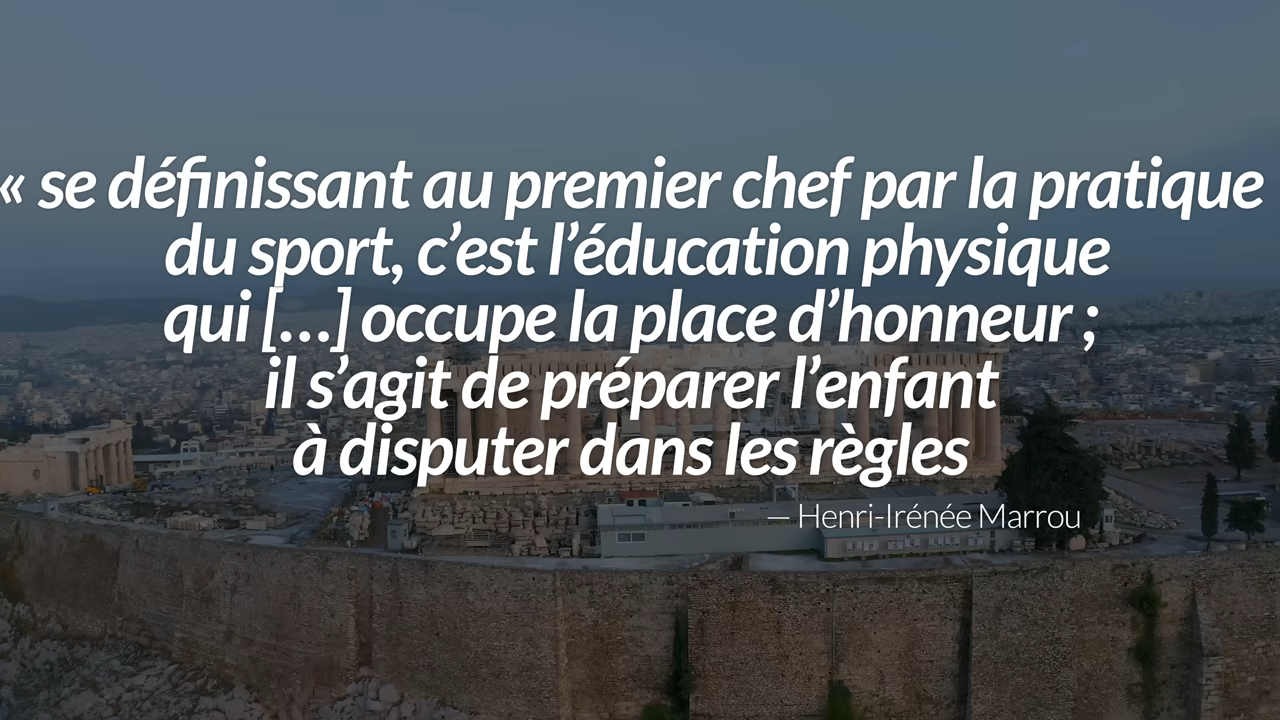 « se définissant au premier chef par la pratique
du sport, c’est l’éducation physique
qui [...] occupe la place d’honneur ;
il s’agit de préparer l’enfant
à disputer dans les règles
– Henri-Irénée Marrou